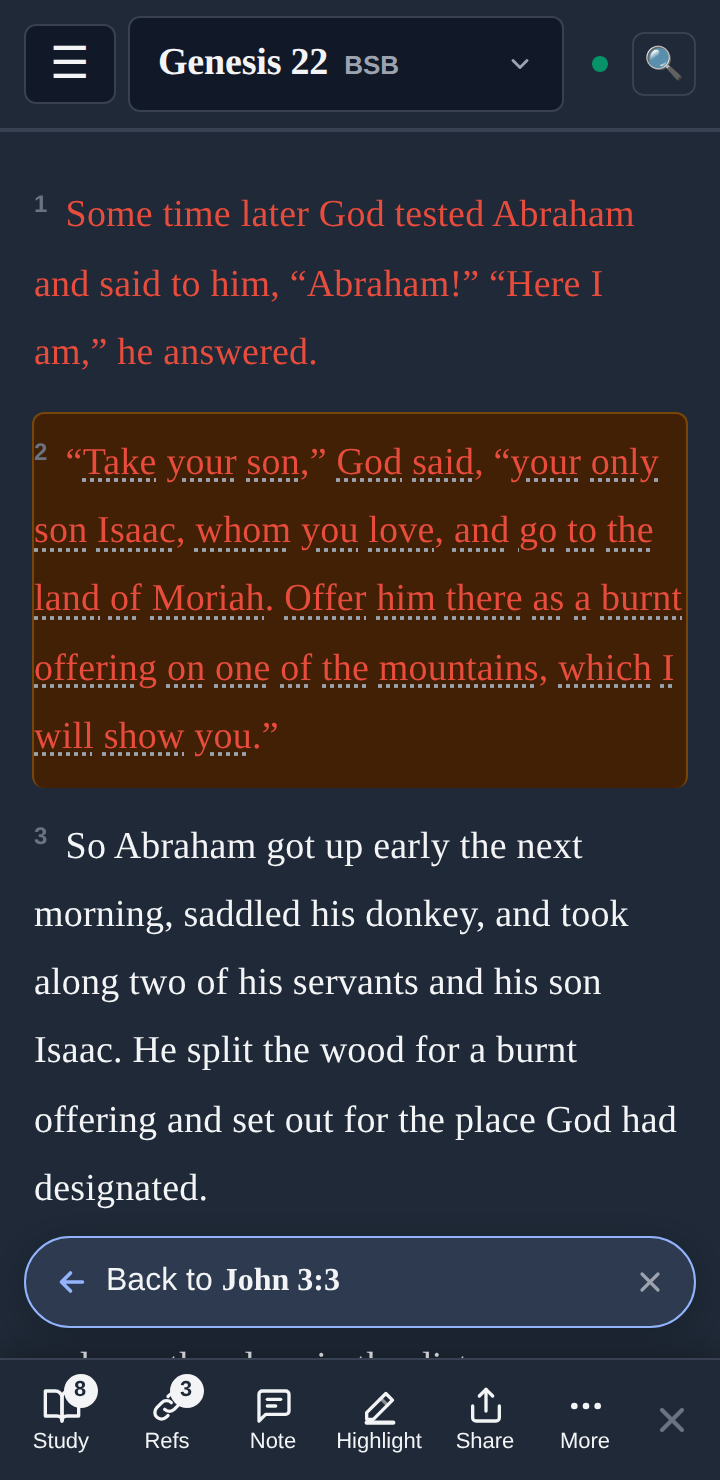 Genesis 22 BSB
1 Some time later God tested Abraham
and said to him, “Abraham!” “Here I
am,” he answered.
2 “Take your son,” God said, “your only
son Isaac, whom you love, and go to the
land of Moriah. Offer him there as a burnt
offering on one of the mountains, which I
will show you.”
3 So Abraham got up early the next
morning, saddled his donkey, and took
along two of his servants and his son
Isaac. He split the wood for a burnt
offering and set out for the place God had
designated.
Back to John 3:3
8 3
Study Refs Note Highlight Share More